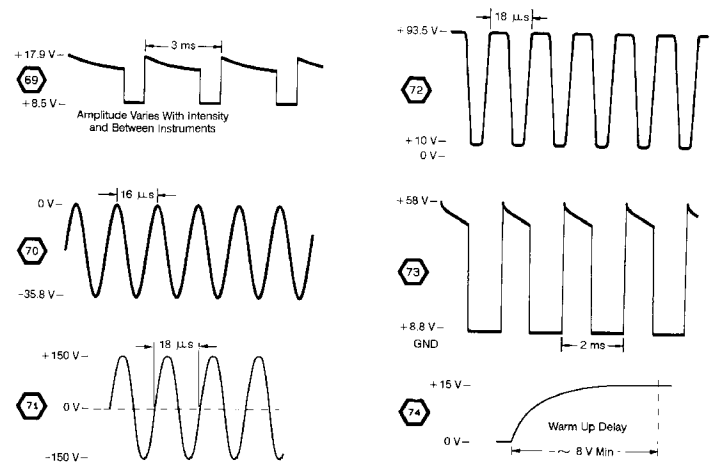 +17.9 V–
3 ms
69
+8.5 V–
Amplitude Varies With Intensity
and Between Instruments
16 μs
0 V–
70
–35.8 V–
18 μs
+150 V–
71
0 V–
–150 V–
18 μs
+93.5 V–
72
+10 V–
0 V–
+58 V–
73
+8.8 V–
GND
2 ms
+15 V–
74
Warm Up Delay
0 V–
~ 8 V Min